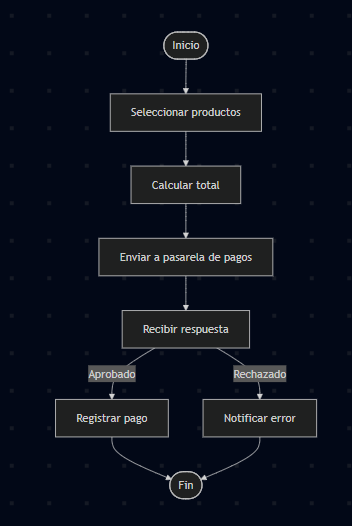 Inicio
Seleccionar productos
Calcular total
Enviar a pasarela de pagos
Recibir respuesta
Aprobado
Rechazado
Registrar pago
Notificar error
Fin